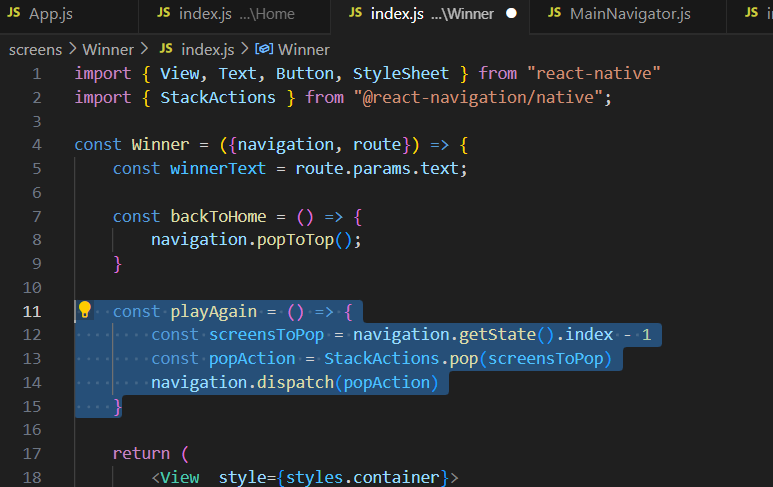 JS App.js JS index.js ...\Home JS index.js ...\Winner JS MainNavigator.js JS
screens > Winner > JS index.js > Winner
1 import { View, Text, Button, StyleSheet } from "react-native"
2 import { StackActions } from "@react-navigation/native";
3
4 const Winner = ({navigation, route}) => {
5 const winnerText = route.params.text;
6
7 const backToHome = () => {
8 navigation.popToTop();
9 }
10
11 const playAgain = () => {
12 const screensToPop = navigation.getState().index - 1
13 const popAction = StackActions.pop(screensToPop)
14 navigation.dispatch(popAction)
15 }
16
17 return (
18 <View style={styles.container}>